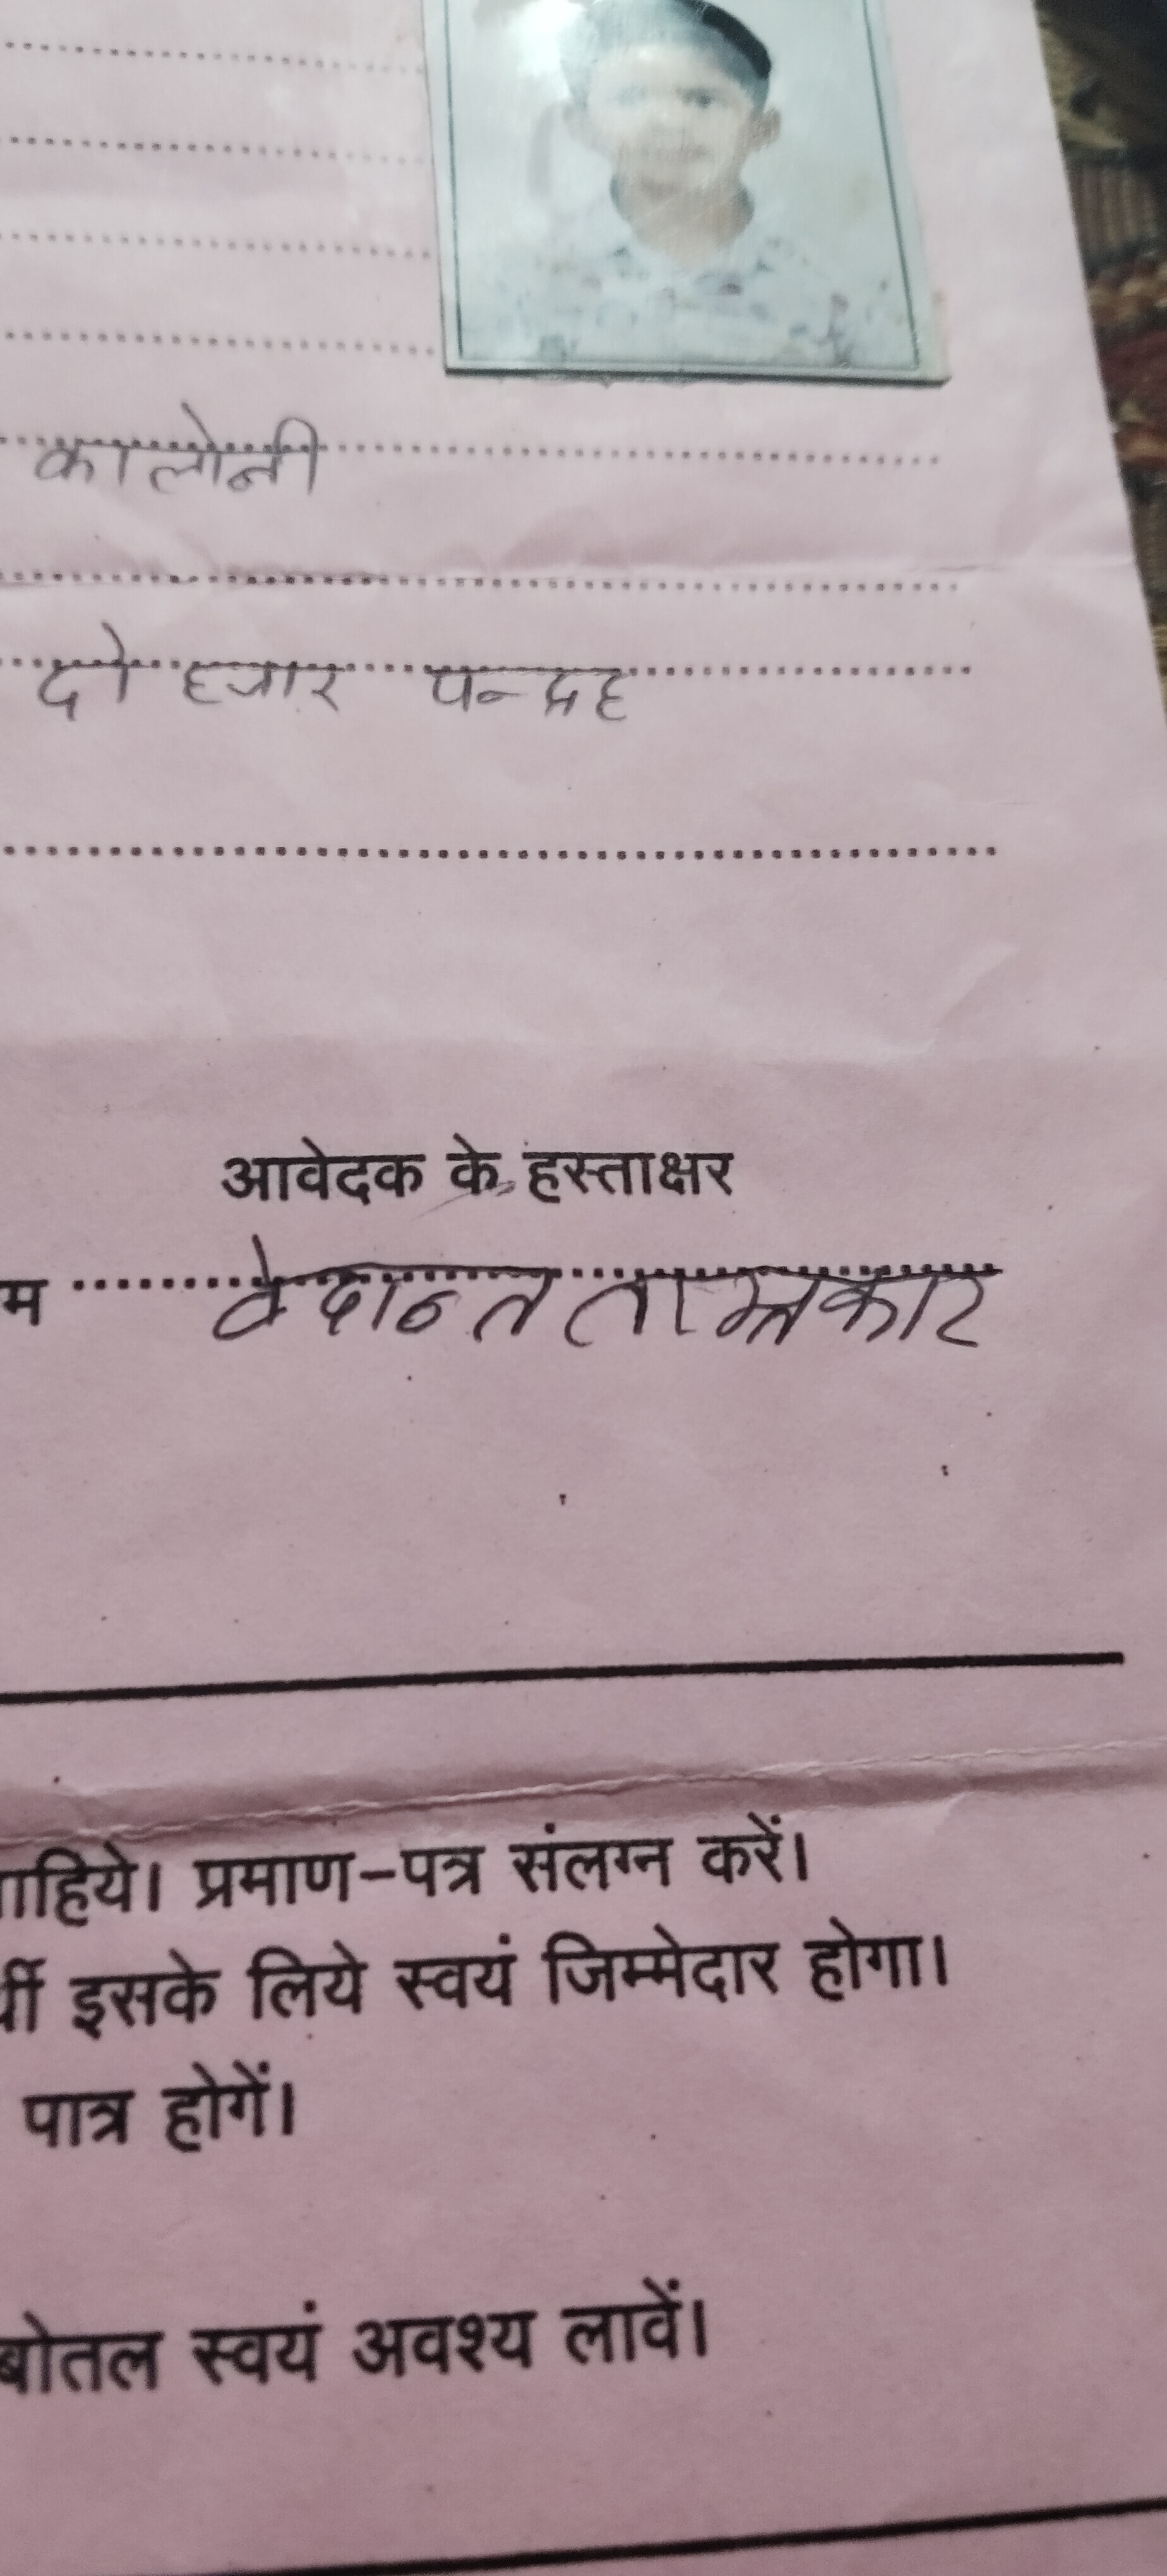 कालोनी
दो हजार पन्द्रह
आवेदक के हस्ताक्षर
म वेदान्त ताम्रकार
ाहिये। प्रमाण-पत्र संलग्न करें।
र्थी इसके लिये स्वयं जिम्मेदार होगा।
पात्र होगें।
बोतल स्वयं अवश्य लावें।